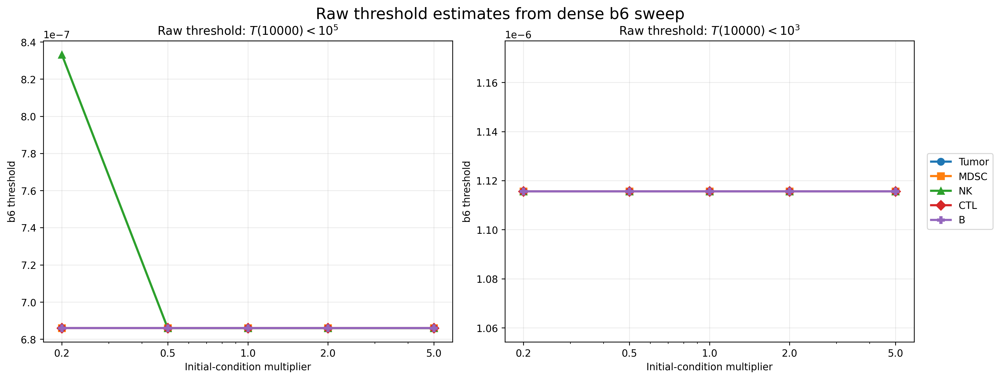 Raw threshold estimates from dense b6 sweep
Raw threshold: T(10000) < 10⁵
1e−7
8.4
8.2
8.0
7.8
7.6
7.4
7.2
7.0
6.8
b6 threshold
0.2 0.5 1.0 2.0 5.0
Initial-condition multiplier
Raw threshold: T(10000) < 10³
1e−6
1.16
1.14
1.12
1.10
1.08
1.06
b6 threshold
0.2 0.5 1.0 2.0 5.0
Initial-condition multiplier
Tumor
MDSC
NK
CTL
B